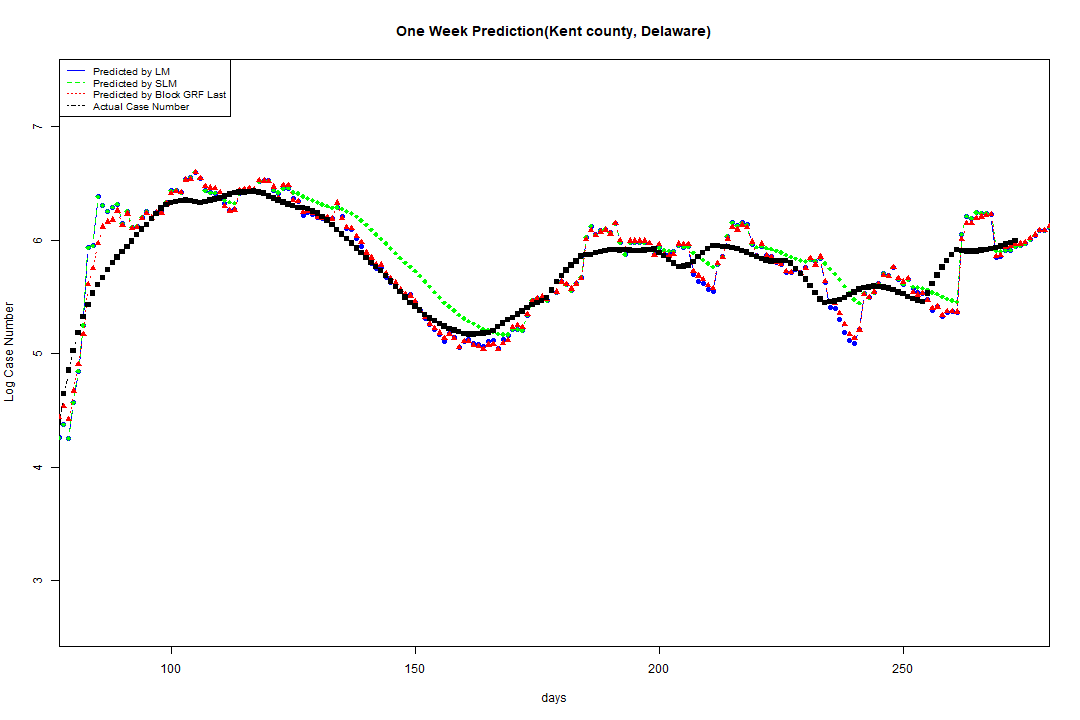 One Week Prediction(Kent county, Delaware)
Predicted by LM
Predicted by SLM
Predicted by Block GRF Last
Actual Case Number
Log Case Number
7
6
5
4
3
100 150 200 250
days